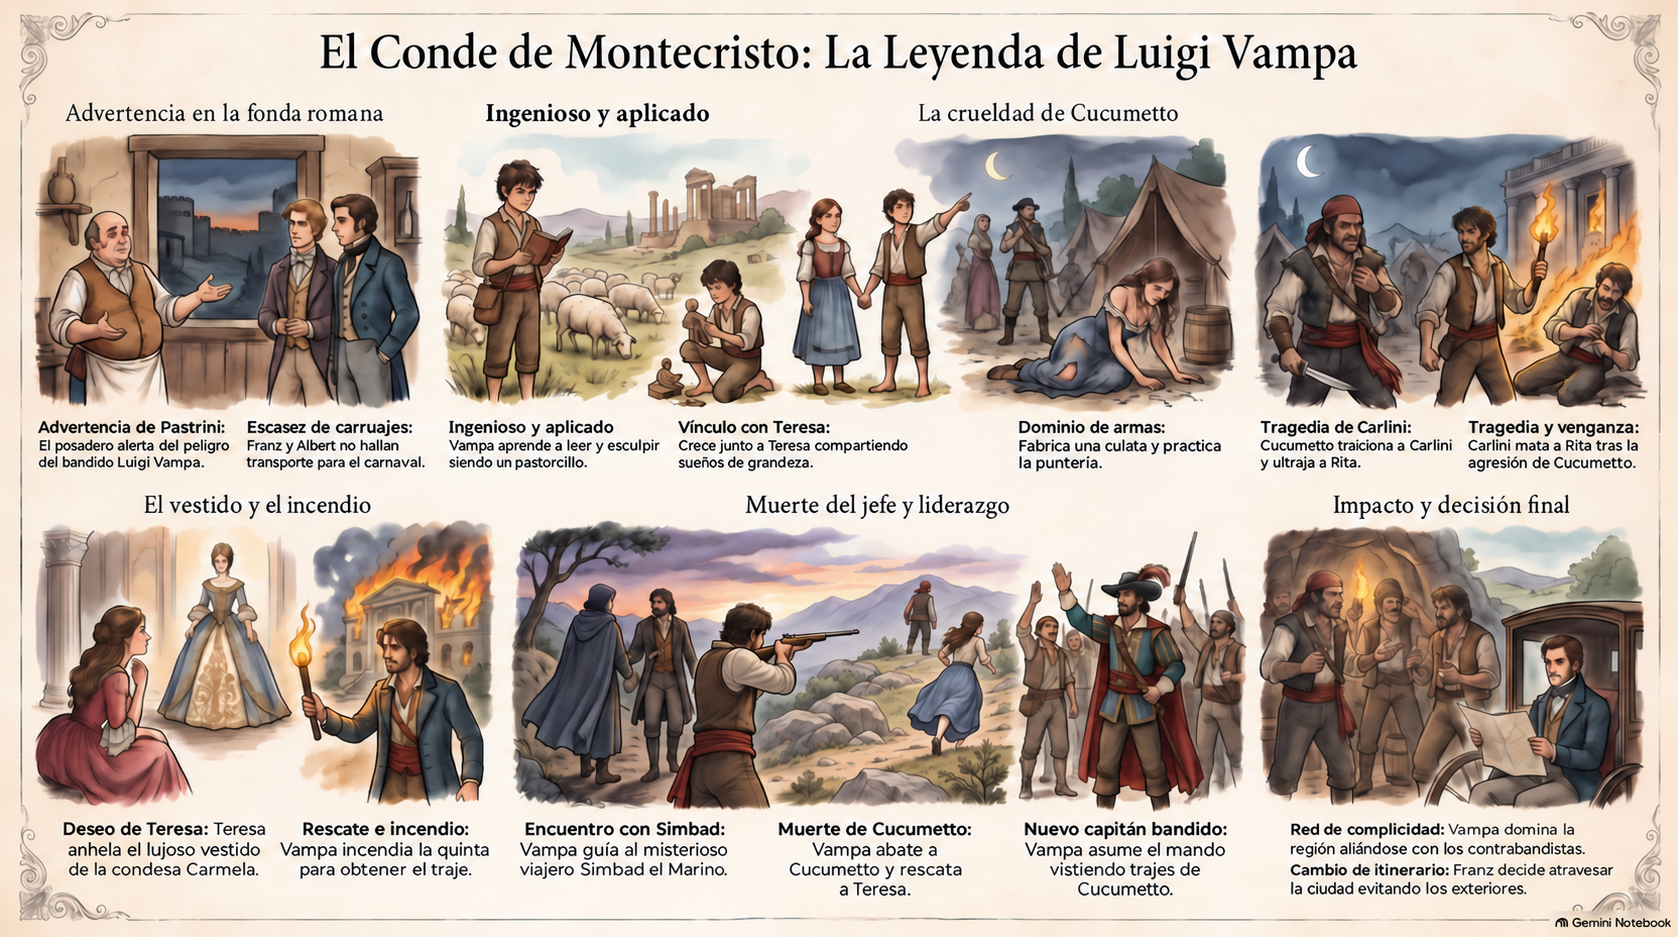 El Conde de Montecristo: La Leyenda de Luigi Vampa
Advertencia en la fonda romana
Advertencia de Pastrini:
El posadero alerta del peligro
del bandido Luigi Vampa.
Escasez de carruajes:
Franz y Albert no hallan
transporte para el carnaval.
Ingenioso y aplicado
Ingenioso y aplicado
Vampa aprende a leer y esculpir
siendo un pastorcillo.
Vínculo con Teresa:
Crece junto a Teresa compartiendo
sueños de grandeza.
La crueldad de Cucumetto
Dominio de armas:
Fabrica una culata y practica
la puntería.
Tragedia de Carlini:
Cucumetto traiciona a Carlini
y ultraja a Rita.
Tragedia y venganza:
Carlini mata a Rita tras la
agresión de Cucumetto.
El vestido y el incendio
Deseo de Teresa: Teresa
anhela el lujoso vestido
de la condesa Carmela.
Rescate e incendio:
Vampa incendia la quinta
para obtener el traje.
Muerte del jefe y liderazgo
Encuentro con Simbad:
Vampa guía al misterioso
viajero Simbad el Marino.
Muerte de Cucumetto:
Vampa abate a
Cucumetto y rescata
a Teresa.
Nuevo capitán bandido:
Vampa asume el mando
vistiendo trajes de
Cucumetto.
Impacto y decisión final
Red de complicidad: Vampa domina la
región aliándose con los contrabandistas.
Cambio de itinerario: Franz decide atravesar
la ciudad evitando los exteriores.
Gemini Notebook